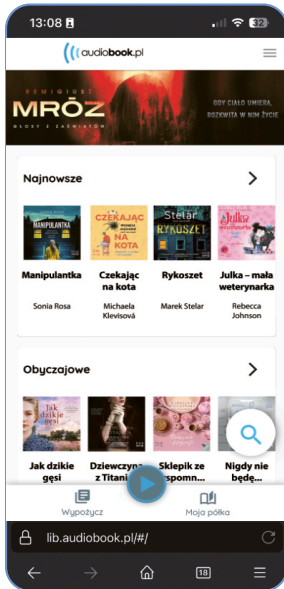 13:08
32
audiobook.pl
REMIGIUSZ
MRÓZ
GŁOSY Z ZAŚWIATÓW
GDY CIAŁO UMIERA,
ROZKWITA W NIM ŻYCIE
Najnowsze
MANIPULANTKA
CZEKAJĄC
NA
KOTA
Stelar
RYKOSZET
Julka
Manipulantka
Czekając
na kota
Rykoszet
Julka – mała
weterynarka
Sonia Rosa
Michaela
Klevisová
Marek Stelar
Rebecca
Johnson
Obyczajowe
Jak
dzikie
gęsi
Jak dzikie
gęsi
Dziewczyn
z Titani
Sklepik ze
spomn...
Nigdy nie
będę...
Wypożycz
Moja półka
lib.audiobook.pl/#/
18